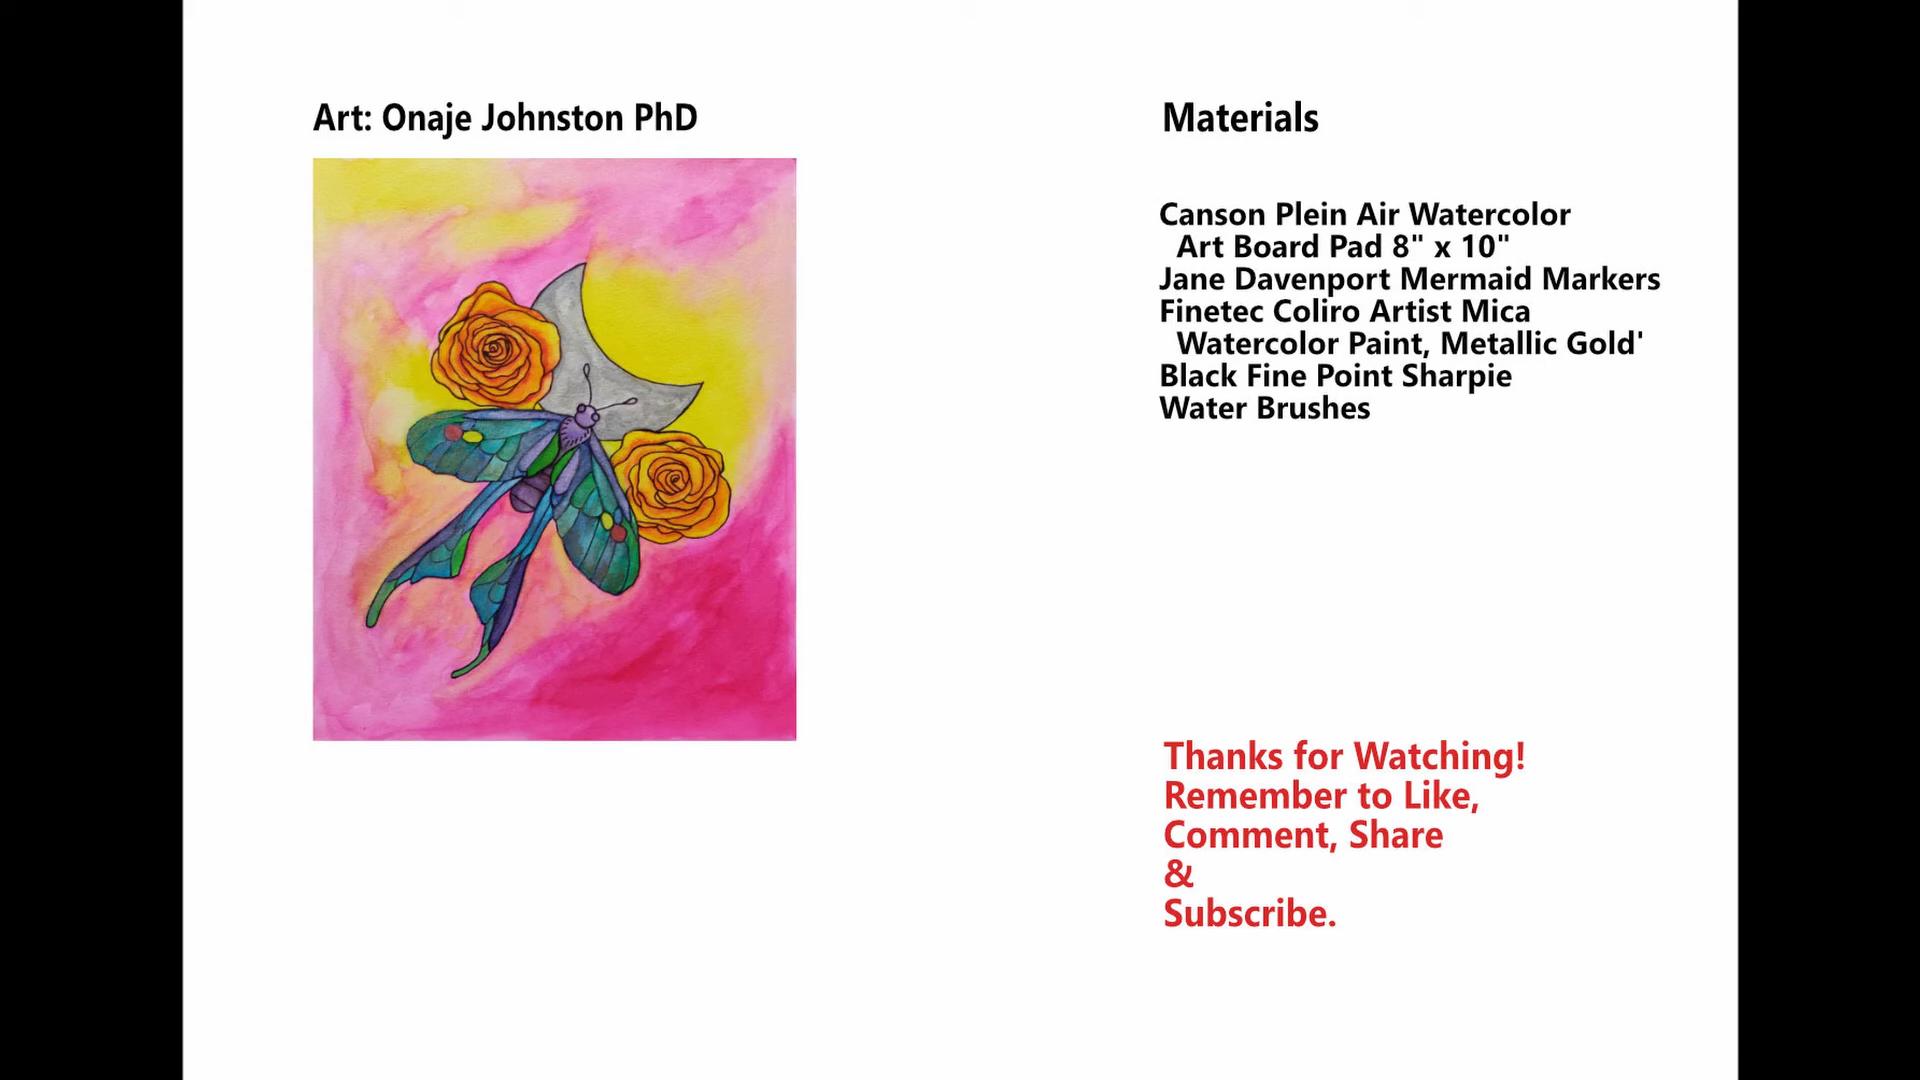 Art: Onaje Johnston PhD
Materials
Canson Plein Air Watercolor
Art Board Pad 8" x 10"
Jane Davenport Mermaid Markers
Finetec Coliro Artist Mica
Watercolor Paint, Metallic Gold'
Black Fine Point Sharpie
Water Brushes
Thanks for Watching!
Remember to Like,
Comment, Share
&
Subscribe.